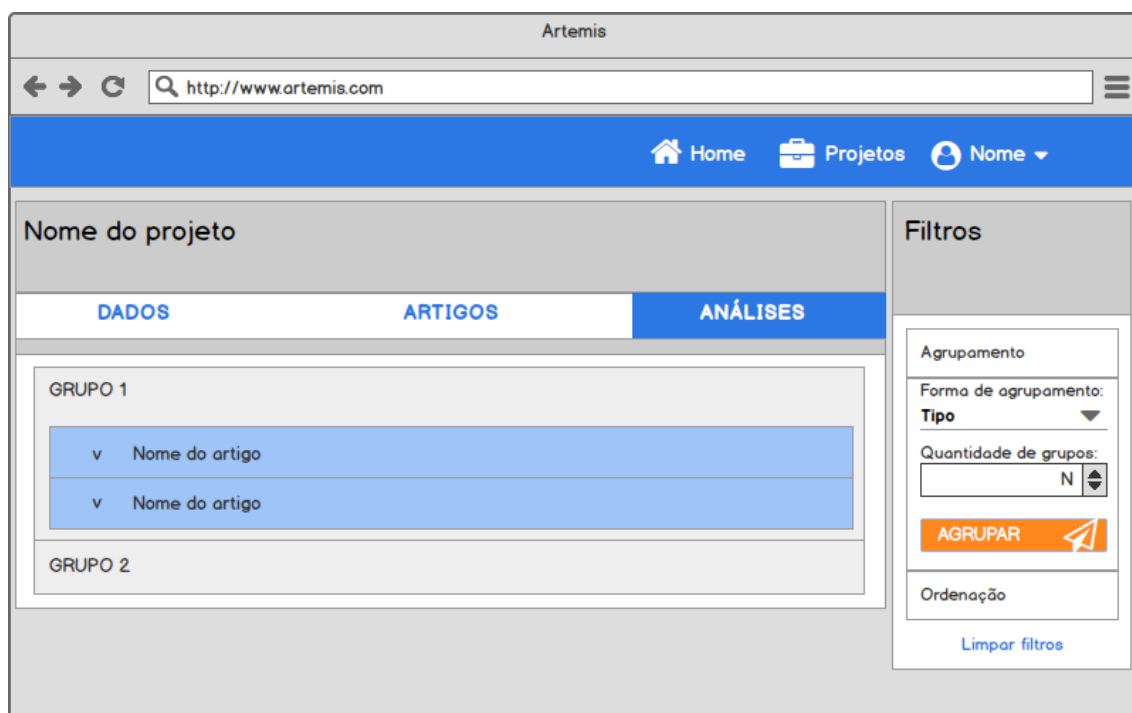 Artemis
http://www.artemis.com
Home Projetos Nome
Nome do projeto
DADOS ARTIGOS ANÁLISES
GRUPO 1
v Nome do artigo
v Nome do artigo
GRUPO 2
Filtros
Agrupamento
Forma de agrupamento:
Tipo
Quantidade de grupos:
N
AGRUPAR
Ordenação
Limpar filtros